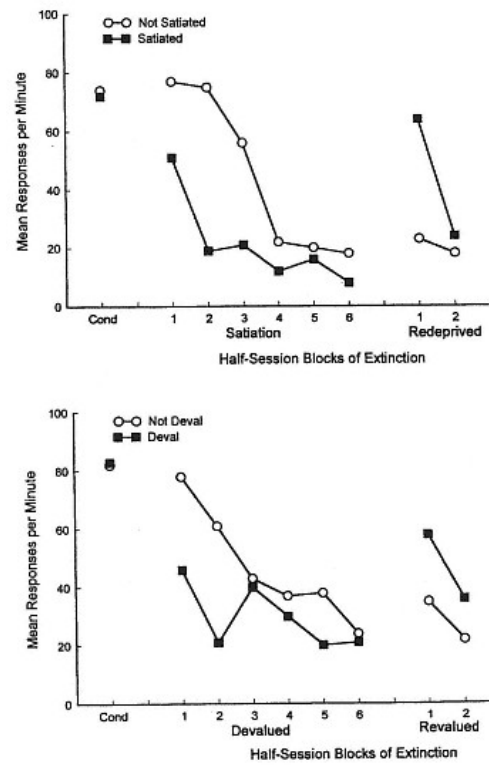 Not Satiated
Satiated
100
80
60
40
20
0
Mean Responses per Minute
Cond 1 2 3 4 5 6 1 2
Satiation Redeprived
Half-Session Blocks of Extinction
Not Deval
Deval
100
80
60
40
20
0
Mean Responses per Minute
Cond 1 2 3 4 5 6 1 2
Devalued Revalued
Half-Session Blocks of Extinction